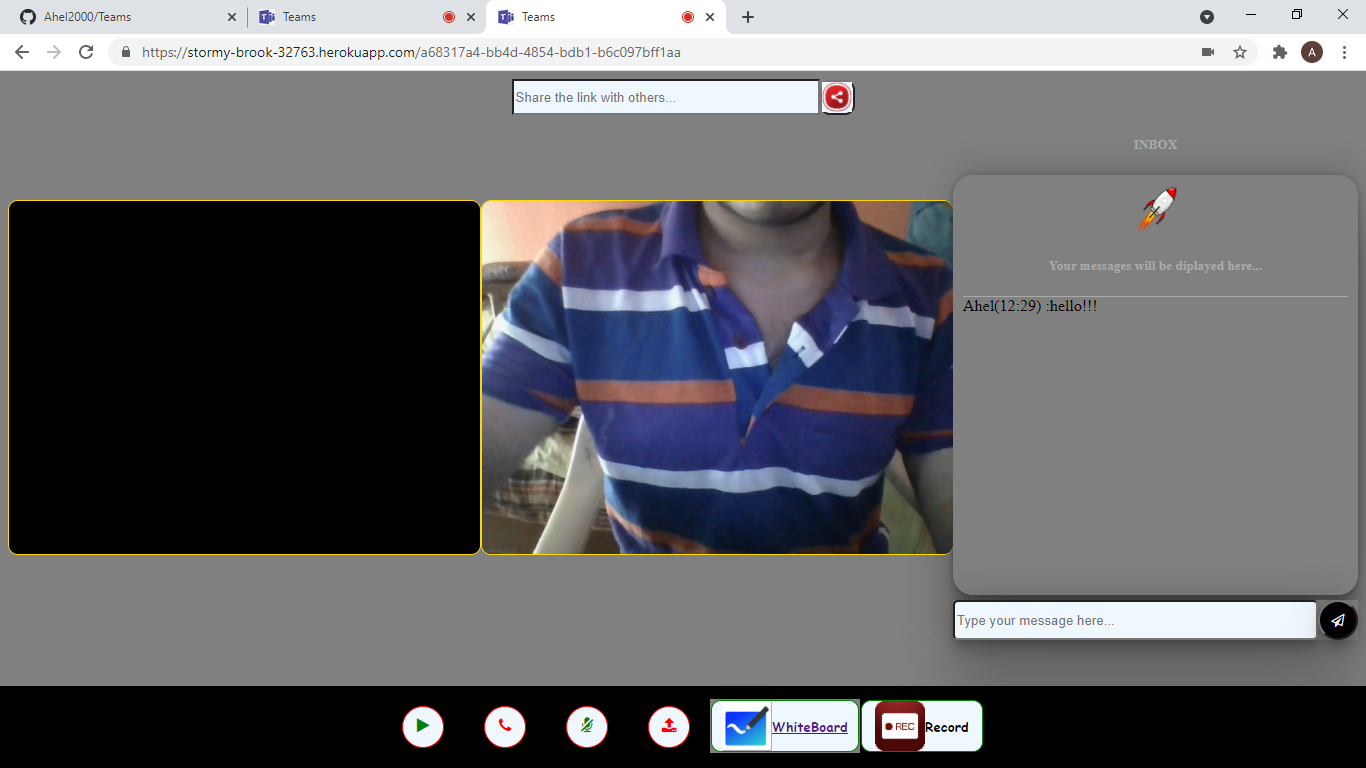 Ahel2000/Teams
Teams
Teams
https://stormy-brook-32763.herokuapp.com/a68317a4-bb4d-4854-bdb1-b6c097bff1aa
A
Share the link with others...
INBOX
Your messages will be diplayed here...
Ahel(12:29) :hello!!!
Type your message here...
WhiteBoard
REC
Record